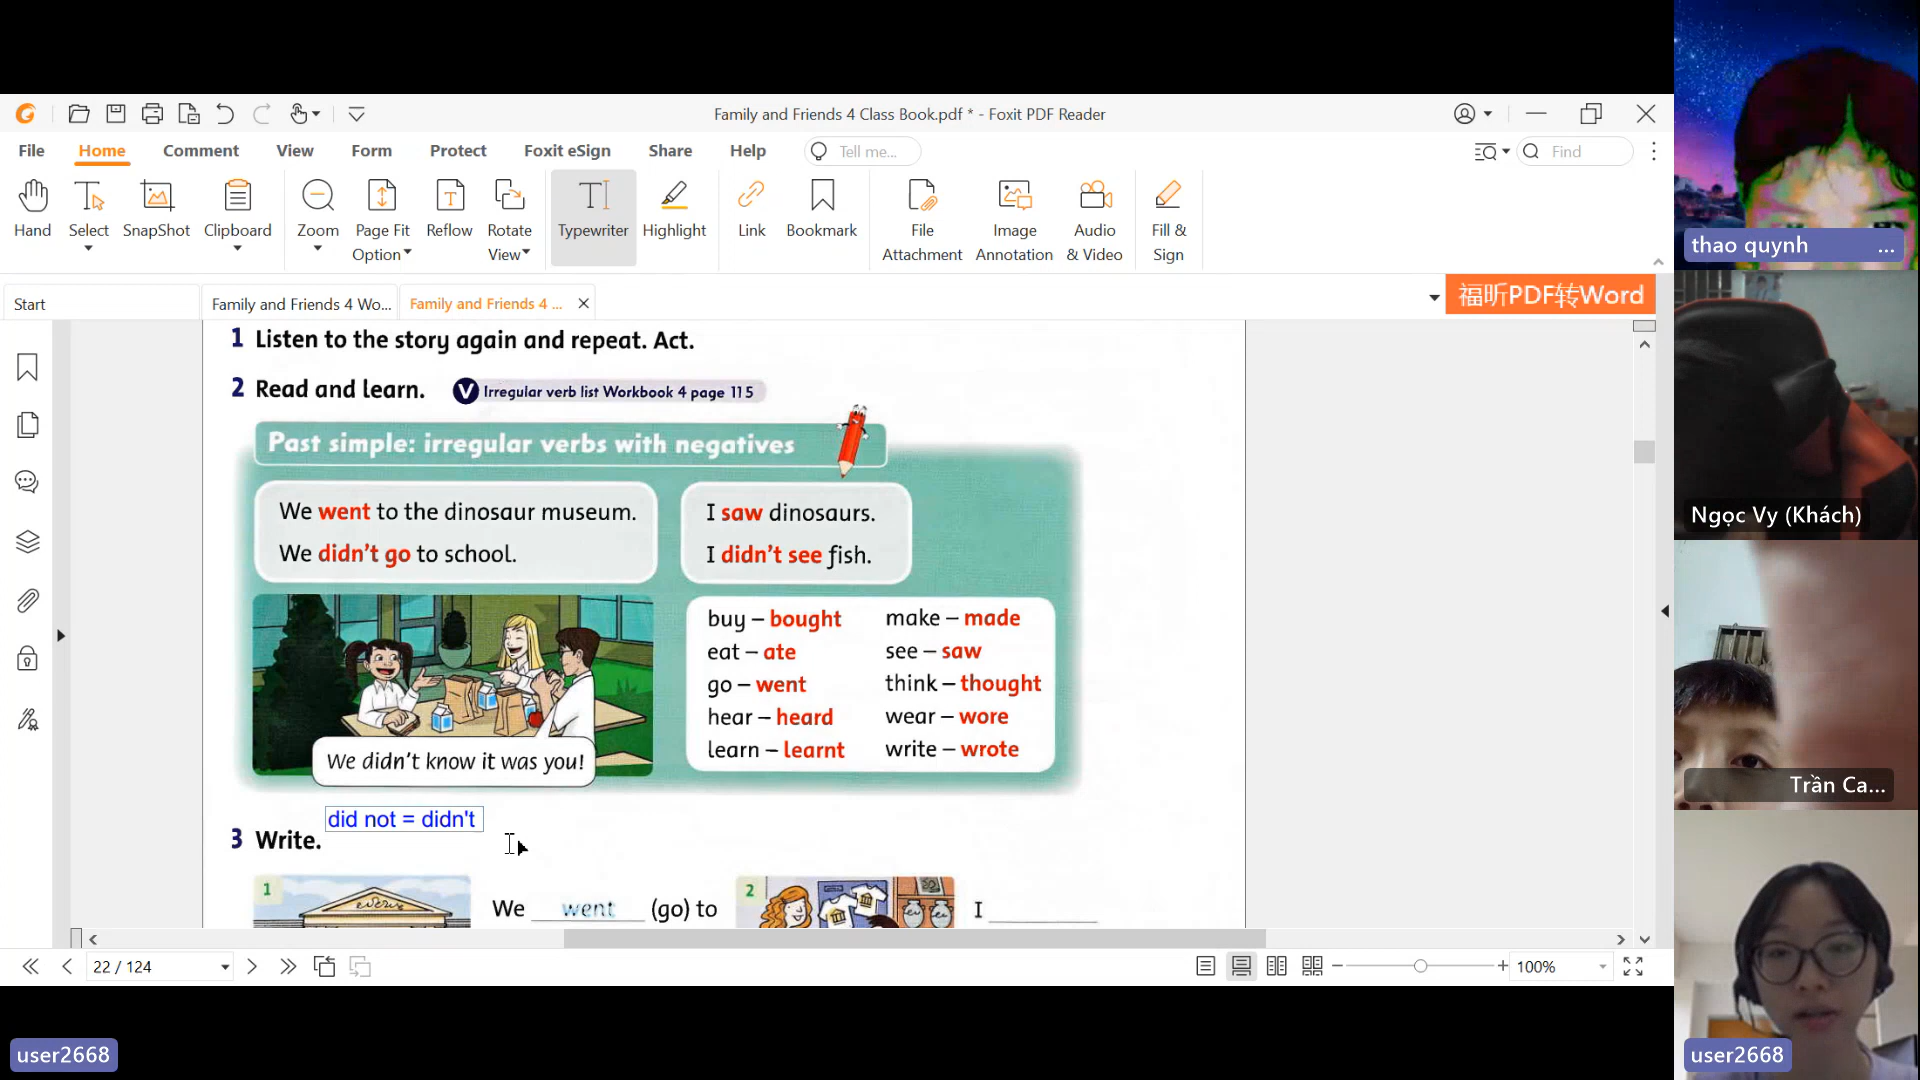 Family and Friends 4 Class Book.pdf * - Foxit PDF Reader
File Home Comment View Form Protect Foxit eSign Share Help Tell me... Find
Hand Select SnapShot Clipboard Zoom Page Fit Option Reflow Rotate View Typewriter Highlight Link Bookmark File Attachment Image Annotation Audio & Video Fill & Sign
Start Family and Friends 4 Wo... Family and Friends 4 ... 福昕PDF转Word
1 Listen to the story again and repeat. Act.
2 Read and learn. V Irregular verb list Workbook 4 page 115
Past simple: irregular verbs with negatives
We went to the dinosaur museum.
We didn't go to school.
I saw dinosaurs.
I didn't see fish.
buy – bought make – made
eat – ate see – saw
go – went think – thought
hear – heard wear – wore
learn – learnt write – wrote
We didn't know it was you!
did not = didn't
3 Write.
1 We went (go) to 2 I
22 / 124 100%
thao quynh ...
Ngọc Vy (Khách)
Trần Ca...
user2668
user2668